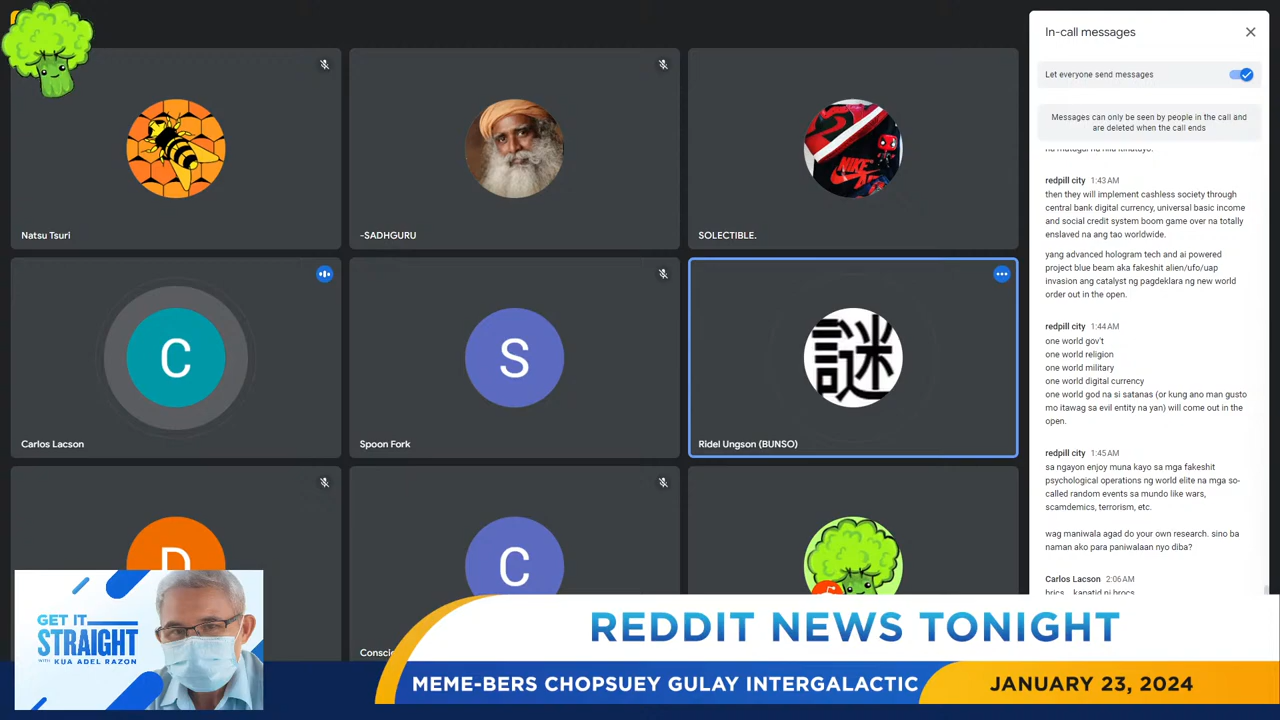 In-call messages
Let everyone send messages
Messages can only be seen by people in the call and
are deleted when the call ends
redpill city 1:43 AM
then they will implement cashless society through
central bank digital currency, universal basic income
and social credit system boom game over na totally
enslaved na ang tao worldwide.
yang advanced hologram tech and ai powered
project blue beam aka fakeshit alien/ufo/uap
invasion ang catalyst ng pagdeklara ng new world
order out in the open.
redpill city 1:44 AM
one world gov't
one world religion
one world military
one world digital currency
one world god na si satanas (or kung ano man gusto
mo itawag sa evil entity na yan) will come out in the
open.
redpill city 1:45 AM
sa ngayon enjoy muna kayo sa mga fakeshit
psychological operations ng world elite na mga so-
called random events sa mundo like wars,
scamdemics, terrorism, etc.
wag maniwala agad do your own research. sino ba
naman ako para paniwalaan nyo diba?
Carlos Lacson 2:06 AM
Natsu Tsuri
-SADHGURU
NIKE
SOLECTIBLE.
C
Carlos Lacson
S
Spoon Fork
謎
Ridel Ungson (BUNSO)
D
C
GET IT
STRAIGHT
WITH KUA ADEL RAZON
REDDIT NEWS TONIGHT
MEME-BERS CHOPSUEY GULAY INTERGALACTIC
JANUARY 23, 2024